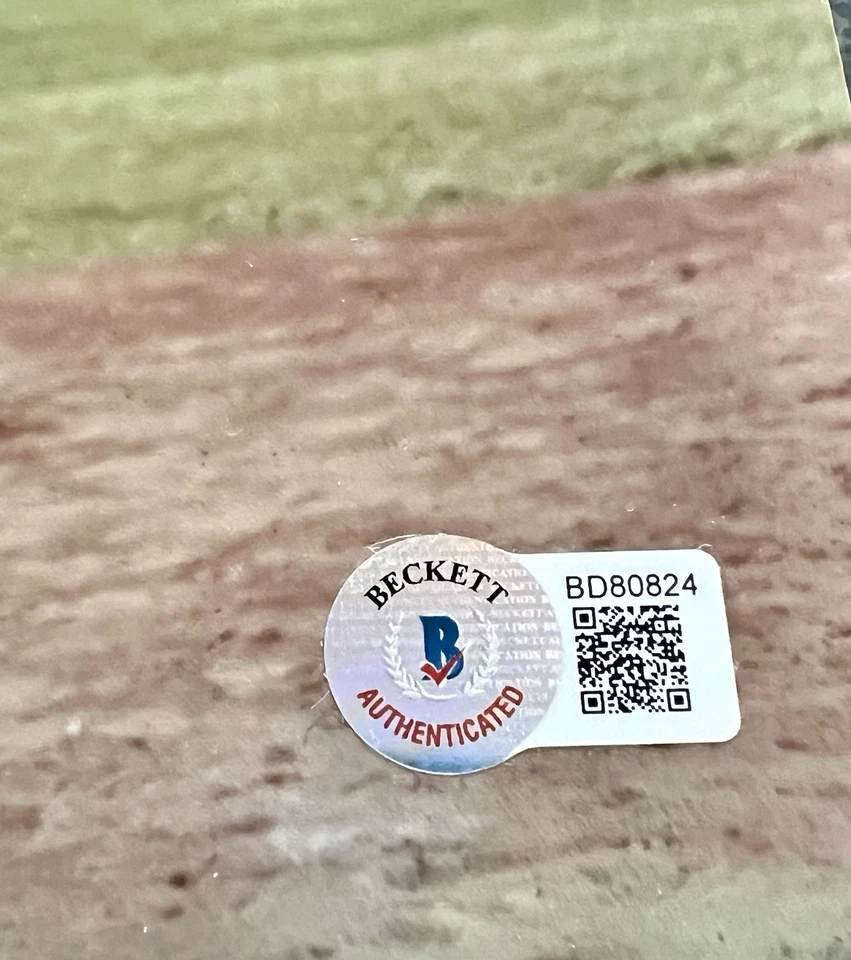 BECKETT
B
AUTHENTICATED
BD80824